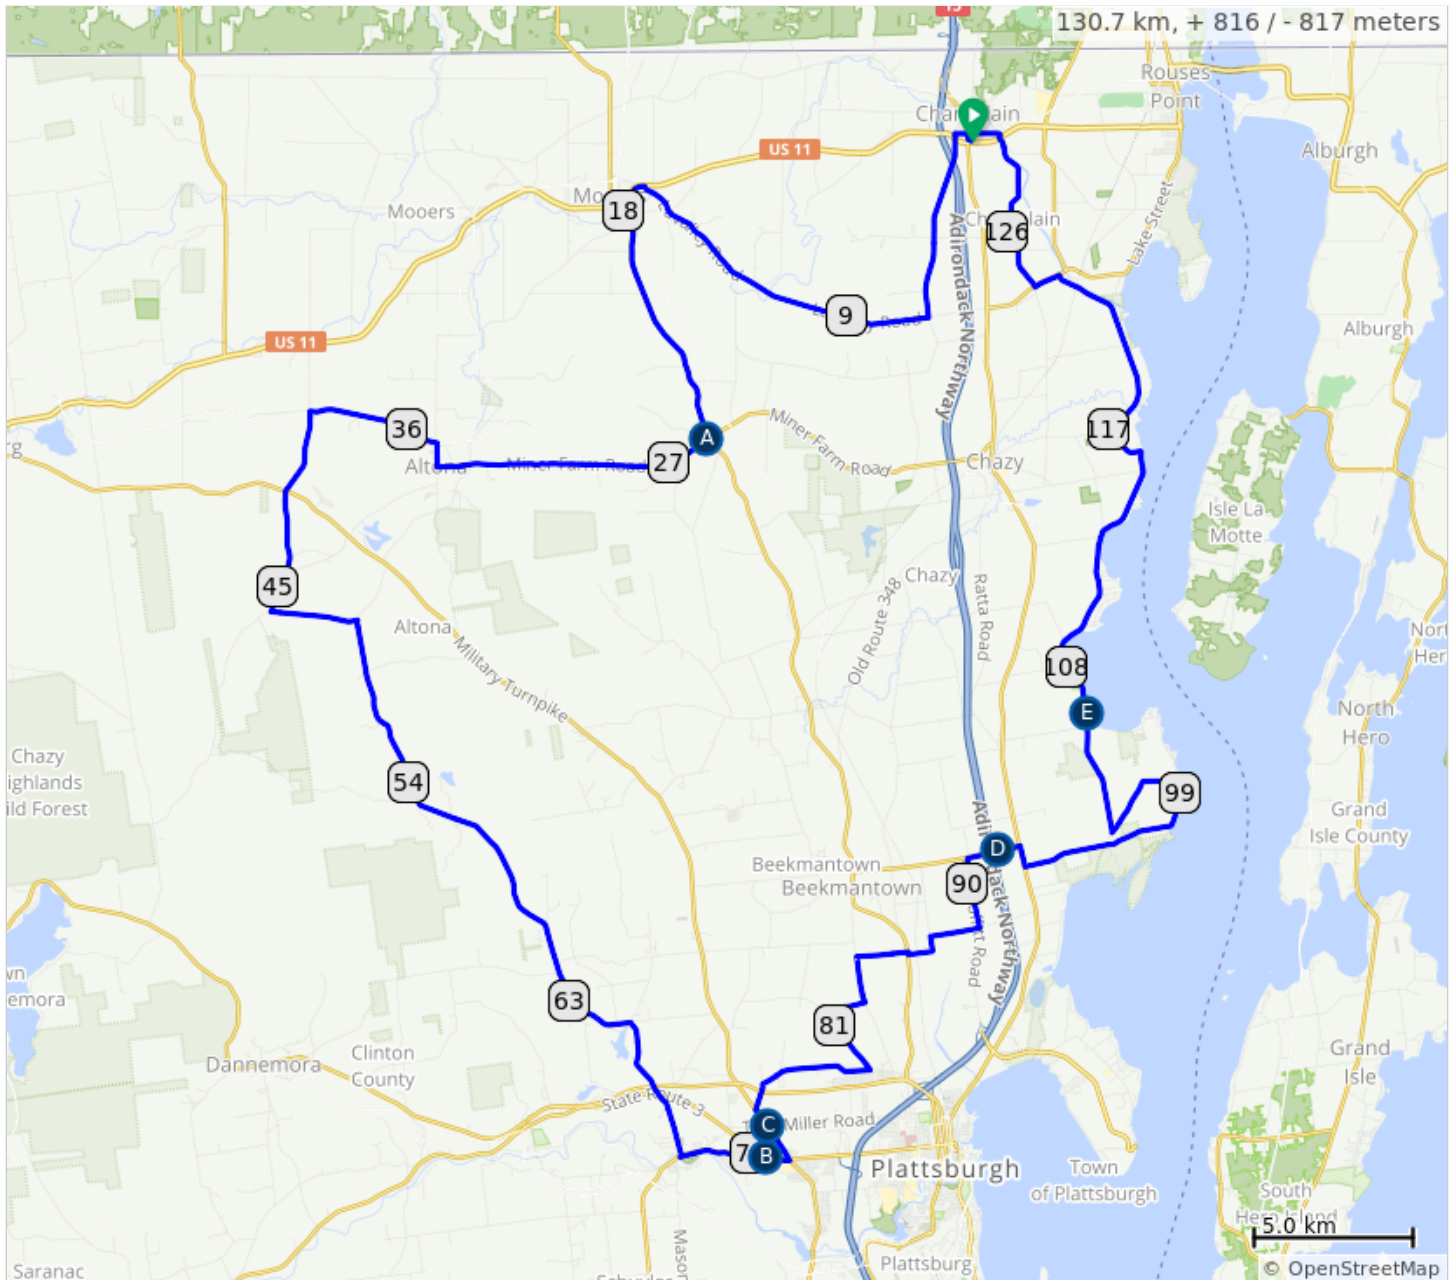 15
130.7 km, + 816 / - 817 meters
Rouses
Point
US 11
Alburgh
Mooers
18
126
Lake Street
Adirondack Northway
9
Alburgh
US 11
36
A
117
Miner Farm Road
27
Altona
Miner Farm Road
Chazy
Isle La
Motte
45
Chazy
Old Route 348
Ratta Road
Altona
Military Turnpike
108
E
North
Hero
Chazy
54
99
Grand
Isle County
D
Beekmantown
Beekmantown
90
63
81
Dannemora
Clinton
County
Grand
Isle
State Route 3
C
Miller Road
B
Plattsburgh
Town
of Plattsburgh
South
5.0 km
Plattsburg
Saranac
© OpenStreetMap